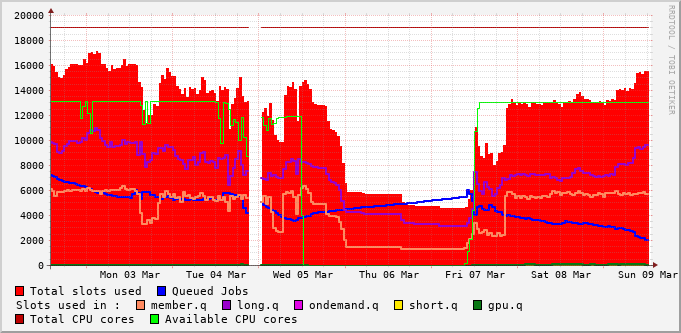 20000
18000
16000
14000
12000
10000
8000
6000
4000
2000
0
Mon 03 Mar Tue 04 Mar Wed 05 Mar Thu 06 Mar Fri 07 Mar Sat 08 Mar Sun 09 Mar
RRDTOOL / TOBI OETIKER
Total slots used Queued Jobs
Slots used in : member.q long.q ondemand.q short.q gpu.q
Total CPU cores Available CPU cores